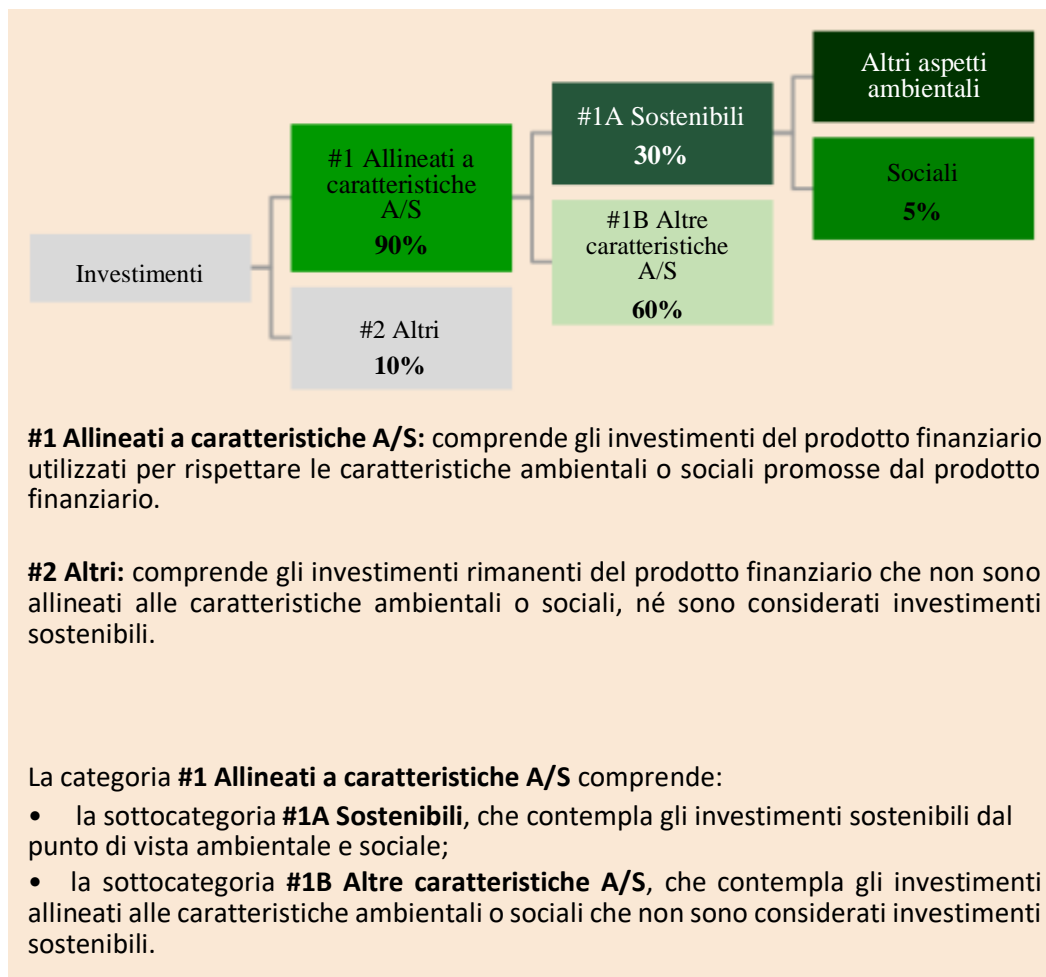 Investimenti
#1 Allineati a
caratteristiche
A/S
90%
#2 Altri
10%
#1A Sostenibili
30%
#1B Altre
caratteristiche
A/S
60%
Altri aspetti
ambientali
Sociali
5%
#1 Allineati a caratteristiche A/S: comprende gli investimenti del prodotto finanziario
utilizzati per rispettare le caratteristiche ambientali o sociali promosse dal prodotto
finanziario.
#2 Altri: comprende gli investimenti rimanenti del prodotto finanziario che non sono
allineati alle caratteristiche ambientali o sociali, né sono considerati investimenti
sostenibili.
La categoria #1 Allineati a caratteristiche A/S comprende:
• la sottocategoria #1A Sostenibili, che contempla gli investimenti sostenibili dal
punto di vista ambientale e sociale;
• la sottocategoria #1B Altre caratteristiche A/S, che contempla gli investimenti
allineati alle caratteristiche ambientali o sociali che non sono considerati investimenti
sostenibili.